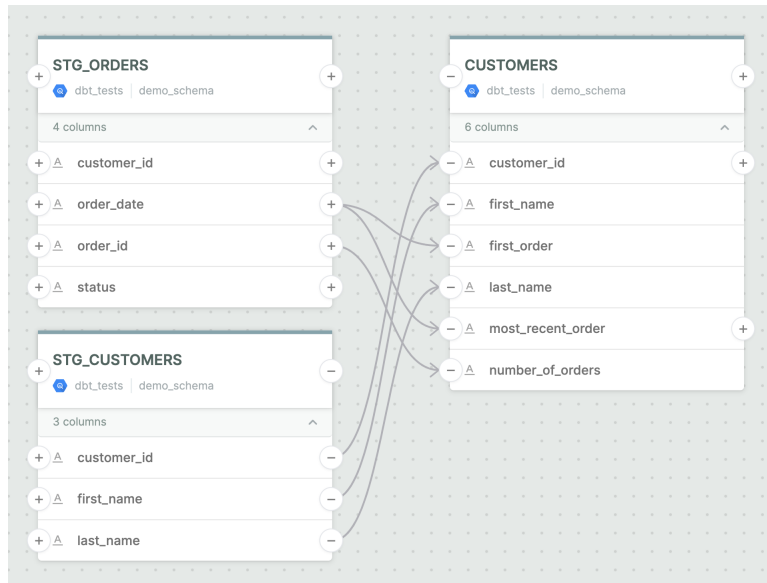 STG_ORDERS
dbt_tests demo_schema
4 columns
A customer_id
A order_date
A order_id
A status
STG_CUSTOMERS
dbt_tests demo_schema
3 columns
A customer_id
A first_name
A last_name
CUSTOMERS
dbt_tests demo_schema
6 columns
A customer_id
A first_name
A first_order
A last_name
A most_recent_order
A number_of_orders